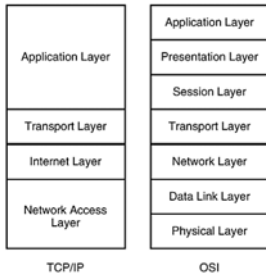 Application Layer
Transport Layer
Internet Layer
Network Access
Layer
TCP/IP
Application Layer
Presentation Layer
Session Layer
Transport Layer
Network Layer
Data Link Layer
Physical Layer
OSI